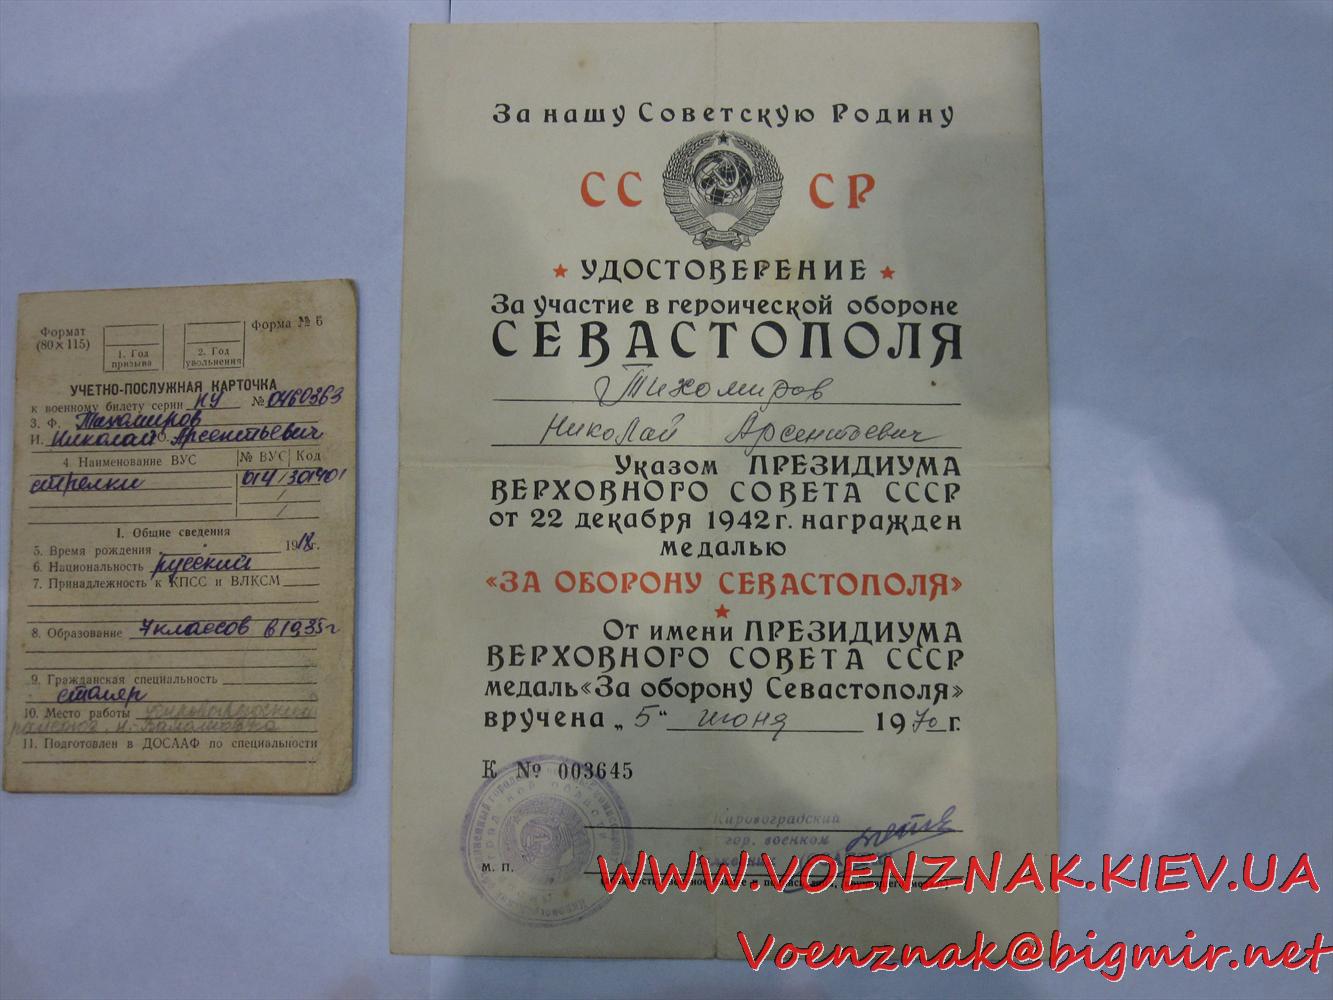 Формат
(80×115)
1. Год
призыва
2. Год
увольнения
Форма № 6
УЧЕТНО-ПОСЛУЖНАЯ КАРТОЧКА
к военному билету серии НУ № 0460363
3. Ф. Тихомиров
И. Николай О. Арсентьевич
4. Наименование ВУС № ВУС Код
стрелки 014 / 301401
I. Общие сведения
5. Время рождения 1918г.
6. Национальность русский
7. Принадлежность к КПСС и ВЛКСМ
8. Образование 7 классов в 1935 г
9. Гражданская специальность
столяр
10. Место работы
11. Подготовлен в ДОСААФ по специальности
За нашу Советскую Родину
СС СР
УДОСТОВЕРЕНИЕ
За участие в героической обороне
СЕВАСТОПОЛЯ
Тихомиров
Николай Арсентьевич
Указом ПРЕЗИДИУМА
ВЕРХОВНОГО СОВЕТА СССР
от 22 декабря 1942 г. награжден
медалью
«ЗА ОБОРОНУ СЕВАСТОПОЛЯ»
От имени ПРЕЗИДИУМА
ВЕРХОВНОГО СОВЕТА СССР
медаль «За оборону Севастополя»
вручена „5" июня 1970 г.
К № 003645
Кировоградский
гор. военком
М. П.
WWW.VOENZNAK.KIEV.UA
Voenznak@bigmir.net